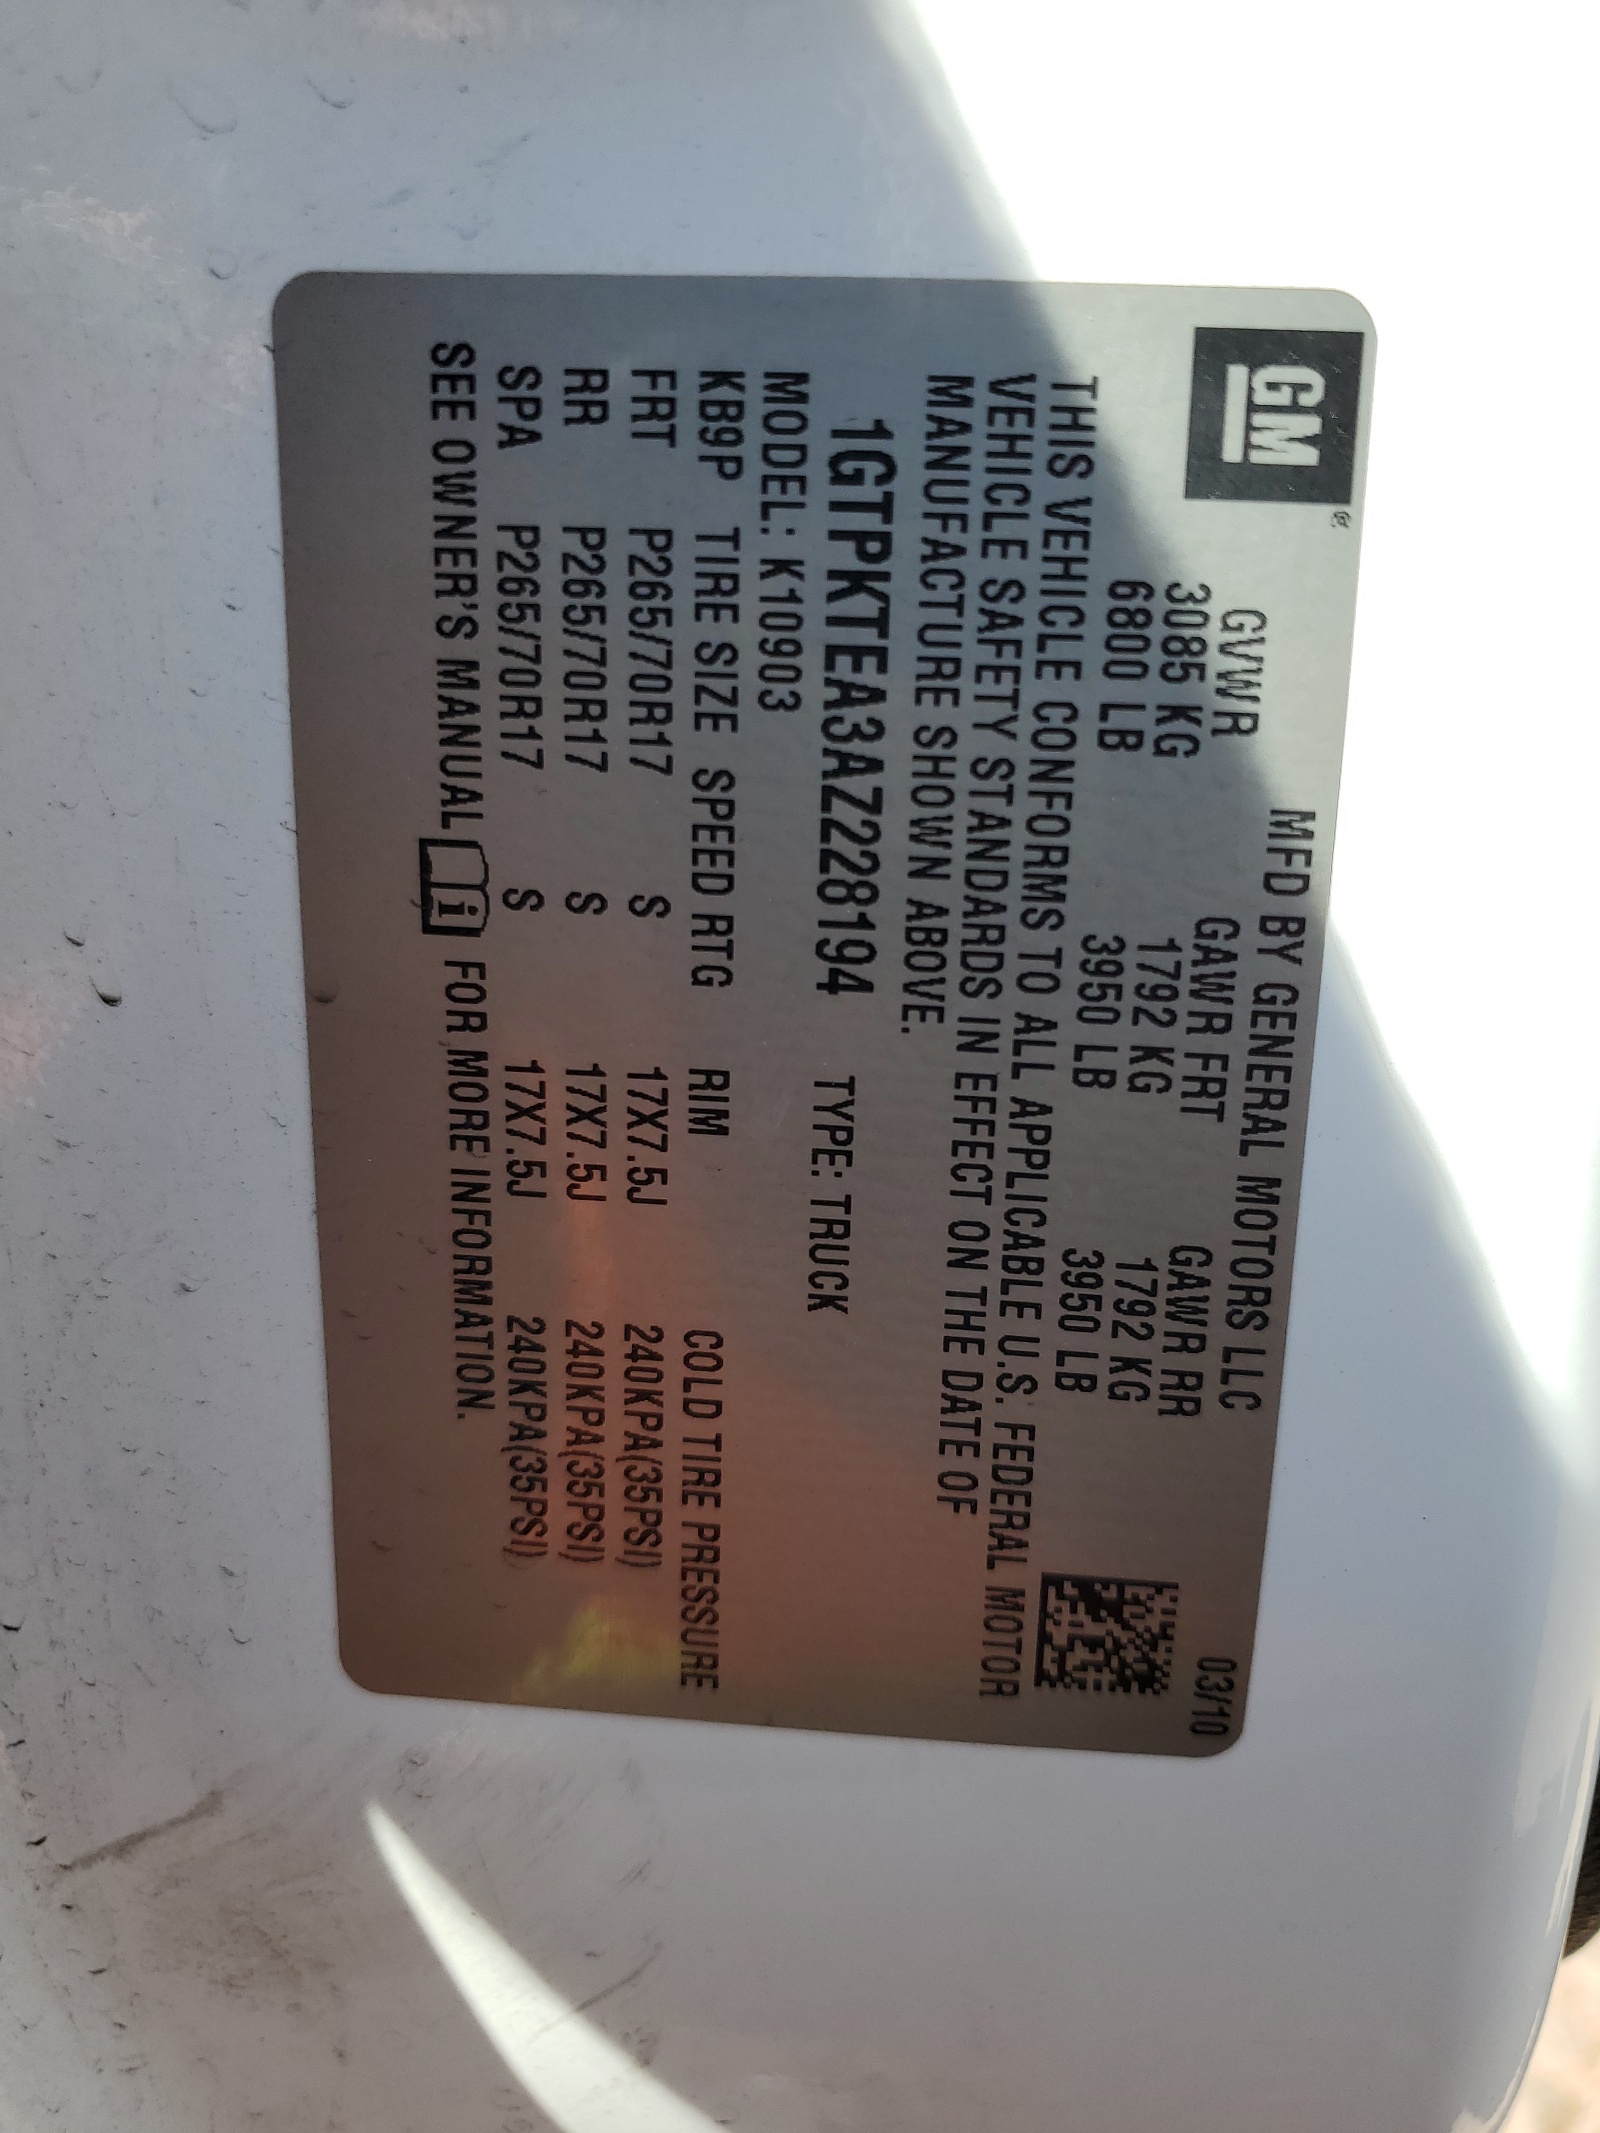 GM
MFD BY GENERAL MOTORS LLC 03/10
GVWR GAWR FRT GAWR RR
3085 KG 1792 KG 1792 KG
6800 LB 3950 LB 3950 LB
THIS VEHICLE CONFORMS TO ALL APPLICABLE U.S. FEDERAL MOTOR
VEHICLE SAFETY STANDARDS IN EFFECT ON THE DATE OF
MANUFACTURE SHOWN ABOVE.
1GTPKTEA3AZ228194 TYPE: TRUCK
MODEL: K10903
KB9P TIRE SIZE SPEED RTG RIM COLD TIRE PRESSURE
FRT P265/70R17 S 17X7.5J 240KPA(35PSI)
RR P265/70R17 S 17X7.5J 240KPA(35PSI)
SPA P265/70R17 S 17X7.5J 240KPA(35PSI)
SEE OWNER'S MANUAL i FOR MORE INFORMATION.